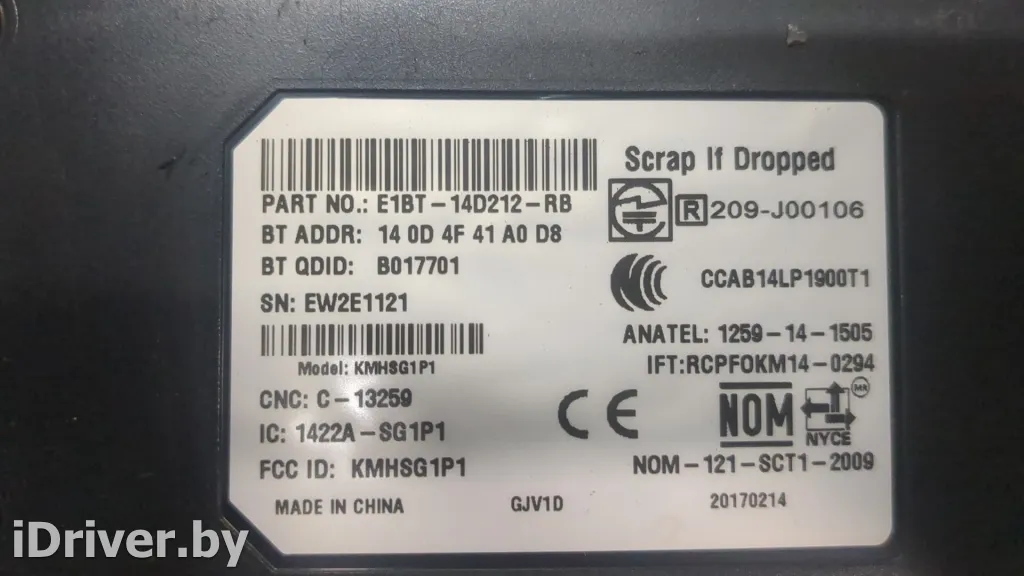 Scrap If Dropped
PART NO.: E1BT-14D212-RB
R 209-J00106
BT ADDR: 14 0D 4F 41 A0 D8
BT QDID: B017701
CCAB14LP1900T1
SN: EW2E1121
ANATEL: 1259-14-1505
Model: KMHSG1P1
IFT:RCPFOKM14-0294
CNC: C-13259
CE
NOM
MX
NYCE
IC: 1422A-SG1P1
FCC ID: KMHSG1P1
NOM-121-SCT1-2009
MADE IN CHINA
GJV1D
20170214
iDriver.by